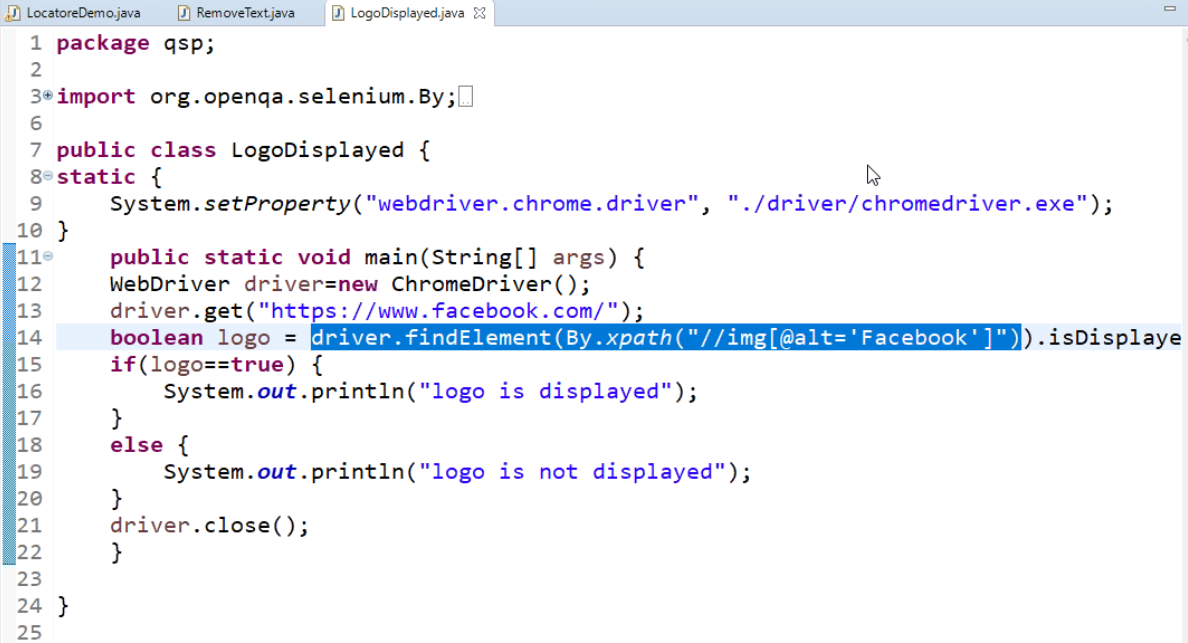 LocatoreDemo.java RemoveText.java LogoDisplayed.java
1 package qsp;
2
3 import org.openqa.selenium.By;
6
7 public class LogoDisplayed {
8 static {
9 System.setProperty("webdriver.chrome.driver", "./driver/chromedriver.exe");
10 }
11 public static void main(String[] args) {
12 WebDriver driver=new ChromeDriver();
13 driver.get("https://www.facebook.com/");
14 boolean logo = driver.findElement(By.xpath("//img[@alt='Facebook']")).isDisplaye
15 if(logo==true) {
16 System.out.println("logo is displayed");
17 }
18 else {
19 System.out.println("logo is not displayed");
20 }
21 driver.close();
22 }
23
24 }
25